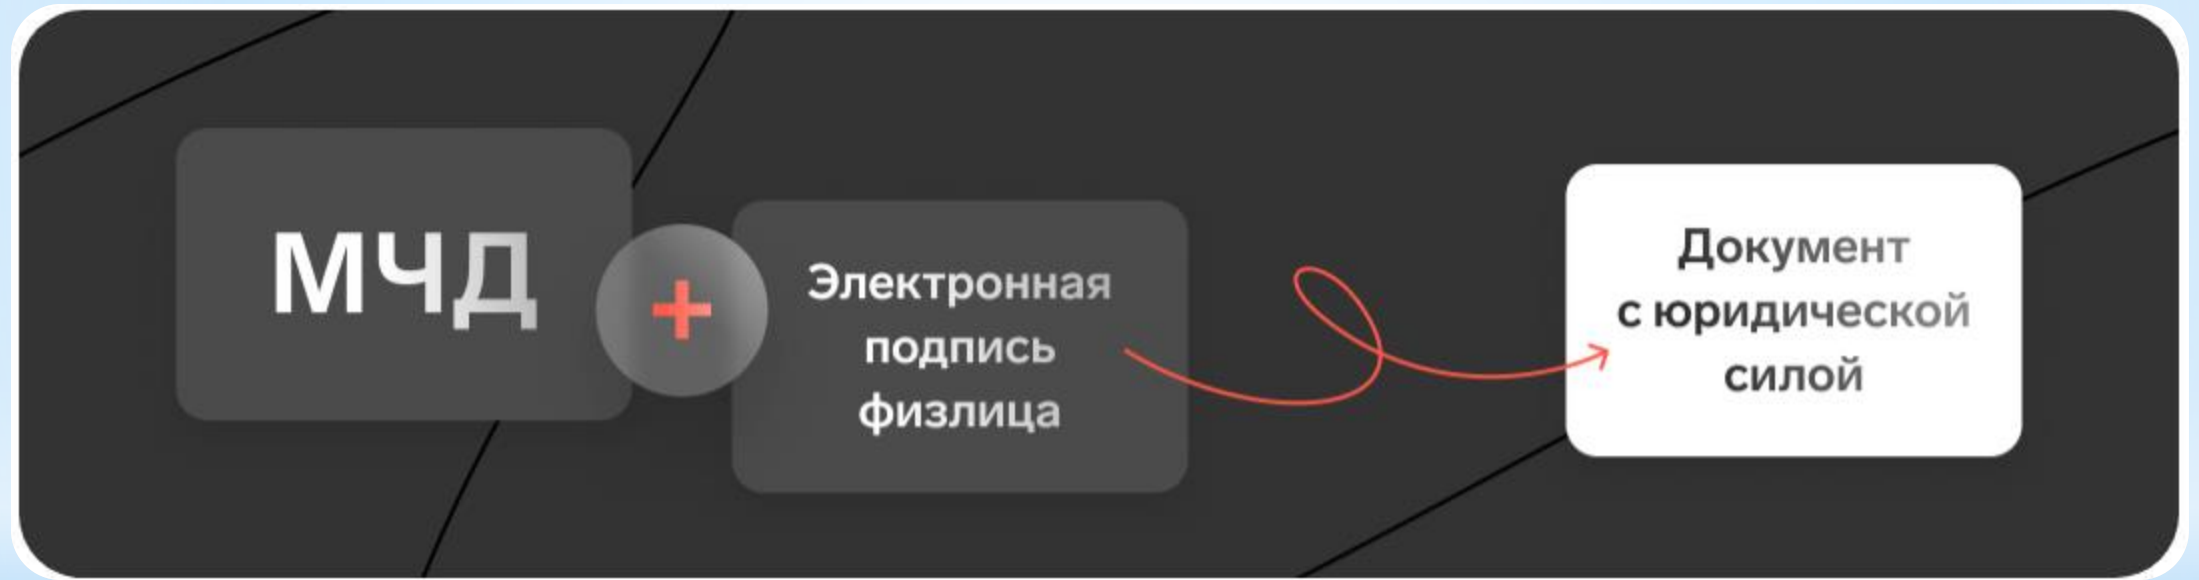 МЧД
+
Электронная
подпись
физлица
Документ
с юридической
силой